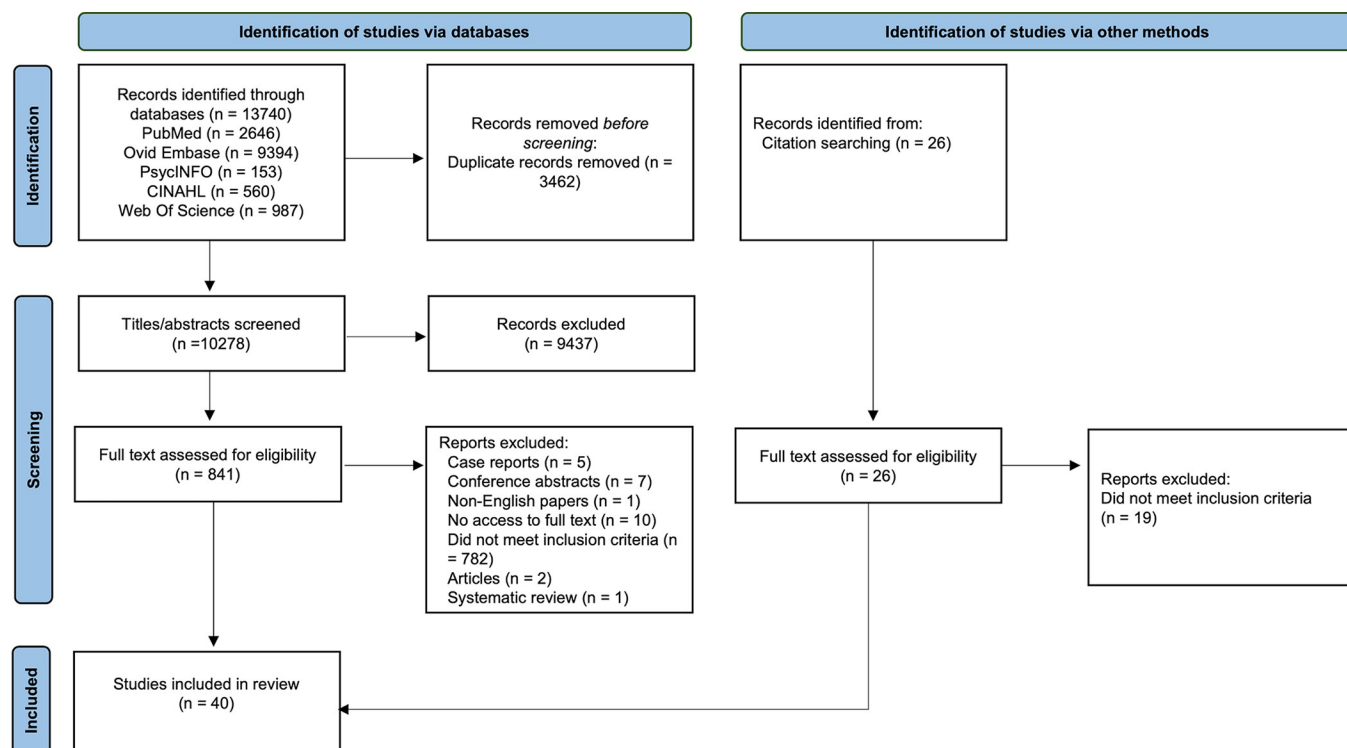 Identification of studies via databases
Identification of studies via other methods
Identification
Records identified through
databases (n = 13740)
PubMed (n = 2646)
Ovid Embase (n = 9394)
PsycINFO (n = 153)
CINAHL (n = 560)
Web Of Science (n = 987)
Records removed before
screening:
Duplicate records removed (n =
3462)
Records identified from:
Citation searching (n = 26)
Screening
Titles/abstracts screened
(n =10278)
Records excluded
(n = 9437)
Full text assessed for eligibility
(n = 841)
Reports excluded:
Case reports (n = 5)
Conference abstracts (n = 7)
Non-English papers (n = 1)
No access to full text (n = 10)
Did not meet inclusion criteria (n
= 782)
Articles (n = 2)
Systematic review (n = 1)
Full text assessed for eligibility
(n = 26)
Reports excluded:
Did not meet inclusion criteria
(n = 19)
Included
Studies included in review
(n = 40)